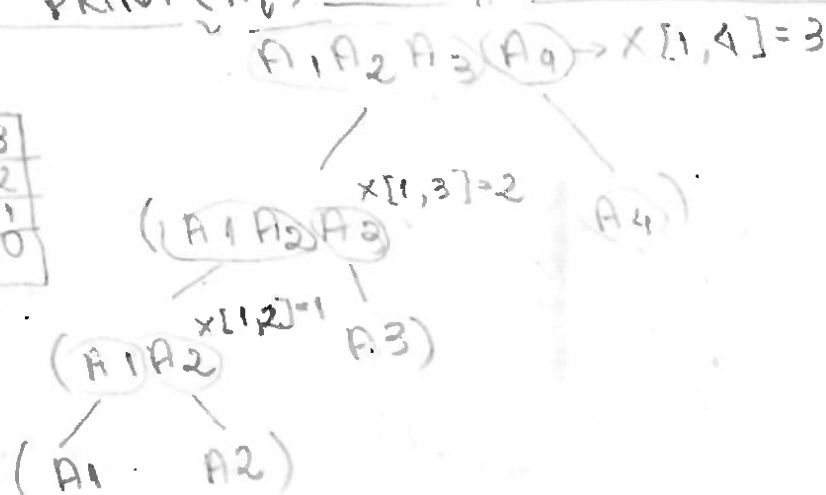 A1 A2 A3 A4 → X [1, 4] = 3
3
2
1
0
X[1, 3] = 2
(A1 A2 A3
A4)
X[1,2]=1
(A1 A2
A3)
(A1 . A2)